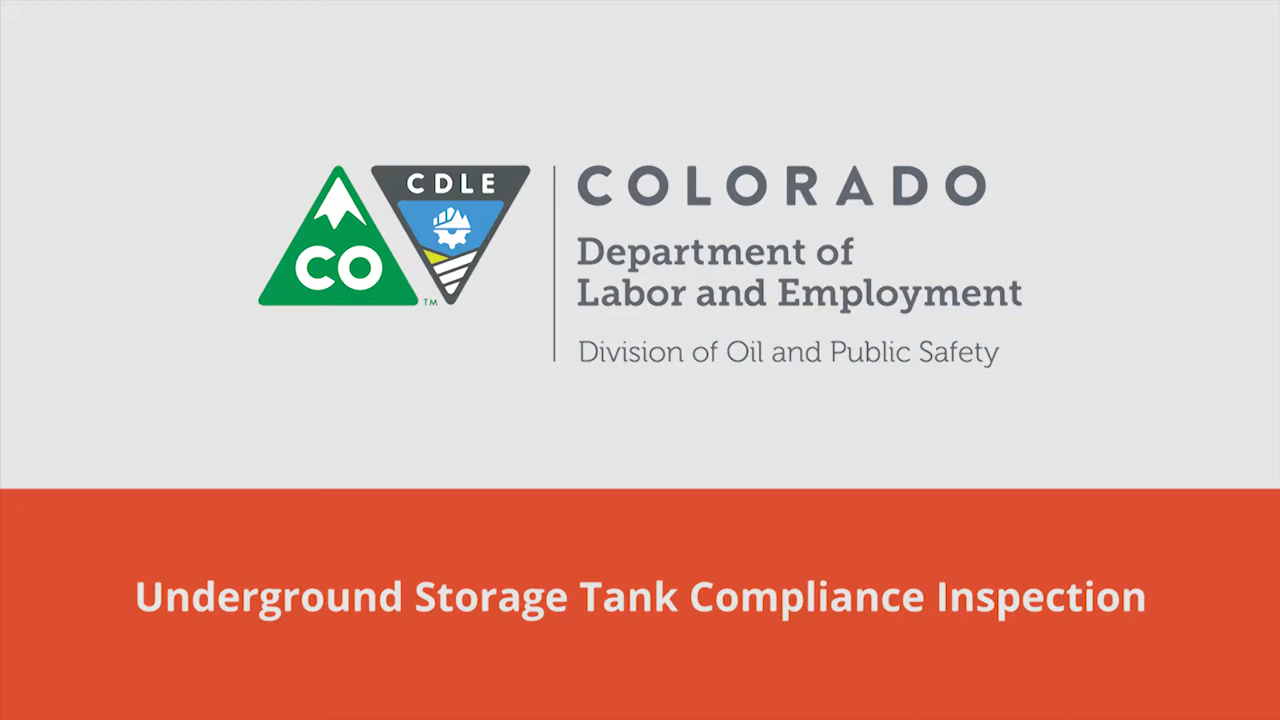 CO
TM
CDLE
COLORADO
Department of
Labor and Employment
Division of Oil and Public Safety
Underground Storage Tank Compliance Inspection